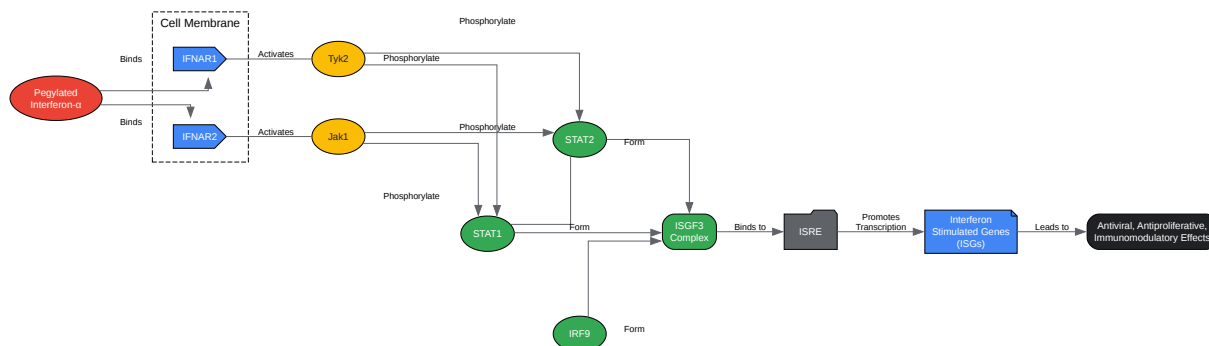 Phosphorylate
Cell Membrane
Binds
IFNAR1
Activates
Tyk2
Phosphorylate
Pegylated
Interferon-α
Binds
IFNAR2
Activates
Jak1
Phosphorylate
STAT2
Form
Phosphorylate
STAT1
Form
ISGF3
Complex
Binds to
ISRE
Promotes
Transcription
Interferon
Stimulated Genes
(ISGs)
Leads to
Antiviral, Antiproliferative,
Immunomodulatory Effects
IRF9
Form